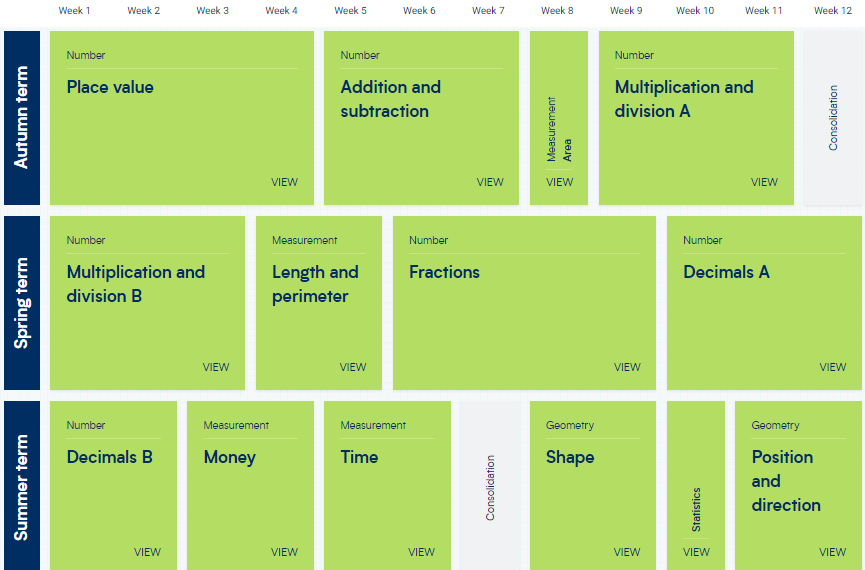 Week 1 Week 2 Week 3 Week 4 Week 5 Week 6 Week 7 Week 8 Week 9 Week 10 Week 11 Week 12
Autumn term
Number
Place value
VIEW
Number
Addition and
subtraction
VIEW
Measurement
Area
VIEW
Number
Multiplication and
division A
VIEW
Consolidation
Spring term
Number
Multiplication and
division B
VIEW
Measurement
Length and
perimeter
VIEW
Number
Fractions
VIEW
Number
Decimals A
VIEW
Summer term
Number
Decimals B
VIEW
Measurement
Money
VIEW
Measurement
Time
VIEW
Consolidation
Geometry
Shape
VIEW
Statistics
VIEW
Geometry
Position
and
direction
VIEW